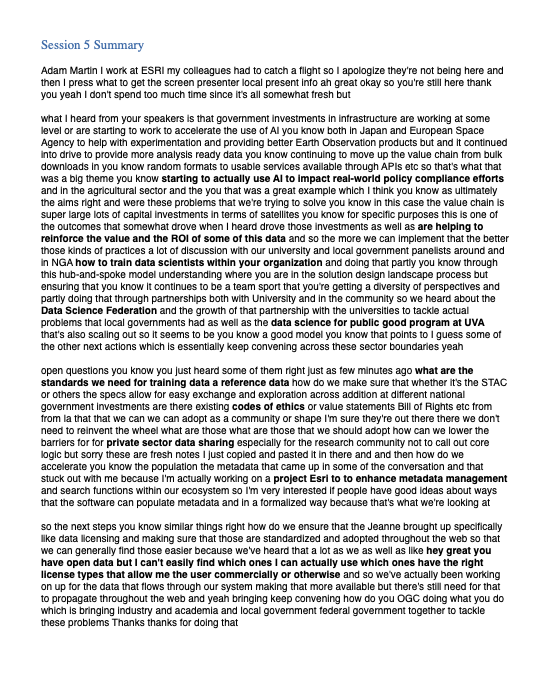 Session 5 Summary
Adam Martin I work at ESRI my colleagues had to catch a flight so I apologize they're not being here and
then I press what to get the screen presenter local present info ah great okay so you're still here thank
you yeah I don't spend too much time since it's all somewhat fresh but
what I heard from your speakers is that government investments in infrastructure are working at some
level or are starting to work to accelerate the use of AI you know both in Japan and European Space
Agency to help with experimentation and providing better Earth Observation products but and it continued
into drive to provide more analysis ready data you know continuing to move up the value chain from bulk
downloads in you know random formats to usable services available through APIs etc so that's what that
was a big theme you know starting to actually use AI to impact real-world policy compliance efforts
and in the agricultural sector and the you that was a great example which I think you know as ultimately
the aims right and were these problems that we're trying to solve you know in this case the value chain is
super large lots of capital investments in terms of satellites you know for specific purposes this is one of
the outcomes that somewhat drove when I heard drove those investments as well as are helping to
reinforce the value and the ROI of some of this data and so the more we can implement that the better
those kinds of practices a lot of discussion with our university and local government panelists around and
in NGA how to train data scientists within your organization and doing that partly you know through
this hub-and-spoke model understanding where you are in the solution design landscape process but
ensuring that you know it continues to be a team sport that you're getting a diversity of perspectives and
partly doing that through partnerships both with University and in the community so we heard about the
Data Science Federation and the growth of that partnership with the universities to tackle actual
problems that local governments had as well as the data science for public good program at UVA
that's also scaling out so it seems to be you know a good model you know that points to I guess some of
the other next actions which is essentially keep convening across these sector boundaries yeah
open questions you know you just heard some of them right just as few minutes ago what are the
standards we need for training data a reference data how do we make sure that whether it's the STAC
or others the specs allow for easy exchange and exploration across addition at different national
government investments are there existing codes of ethics or value statements Bill of Rights etc from
from la that that we can we can adopt as a community or shape I'm sure they're out there there we don't
need to reinvent the wheel what are those what are those that we should adopt how can we lower the
barriers for for private sector data sharing especially for the research community not to call out core
logic but sorry these are fresh notes I just copied and pasted it in there and and then how do we
accelerate you know the population the metadata that came up in some of the conversation and that
stuck out with me because I'm actually working on a project Esri to to enhance metadata management
and search functions within our ecosystem so I'm very interested if people have good ideas about ways
that the software can populate metadata and in a formalized way because that's what we're looking at
so the next steps you know similar things right how do we ensure that the Jeanne brought up specifically
like data licensing and making sure that those are standardized and adopted throughout the web so that
we can generally find those easier because we've heard that a lot as we as well as like hey great you
have open data but I can't easily find which ones I can actually use which ones have the right
license types that allow me the user commercially or otherwise and so we've actually been working
on up for the data that flows through our system making that more available but there's still need for that
to propagate throughout the web and yeah bringing keep convening how do you OGC doing what you do
which is bringing industry and academia and local government federal government together to tackle
these problems Thanks thanks for doing that